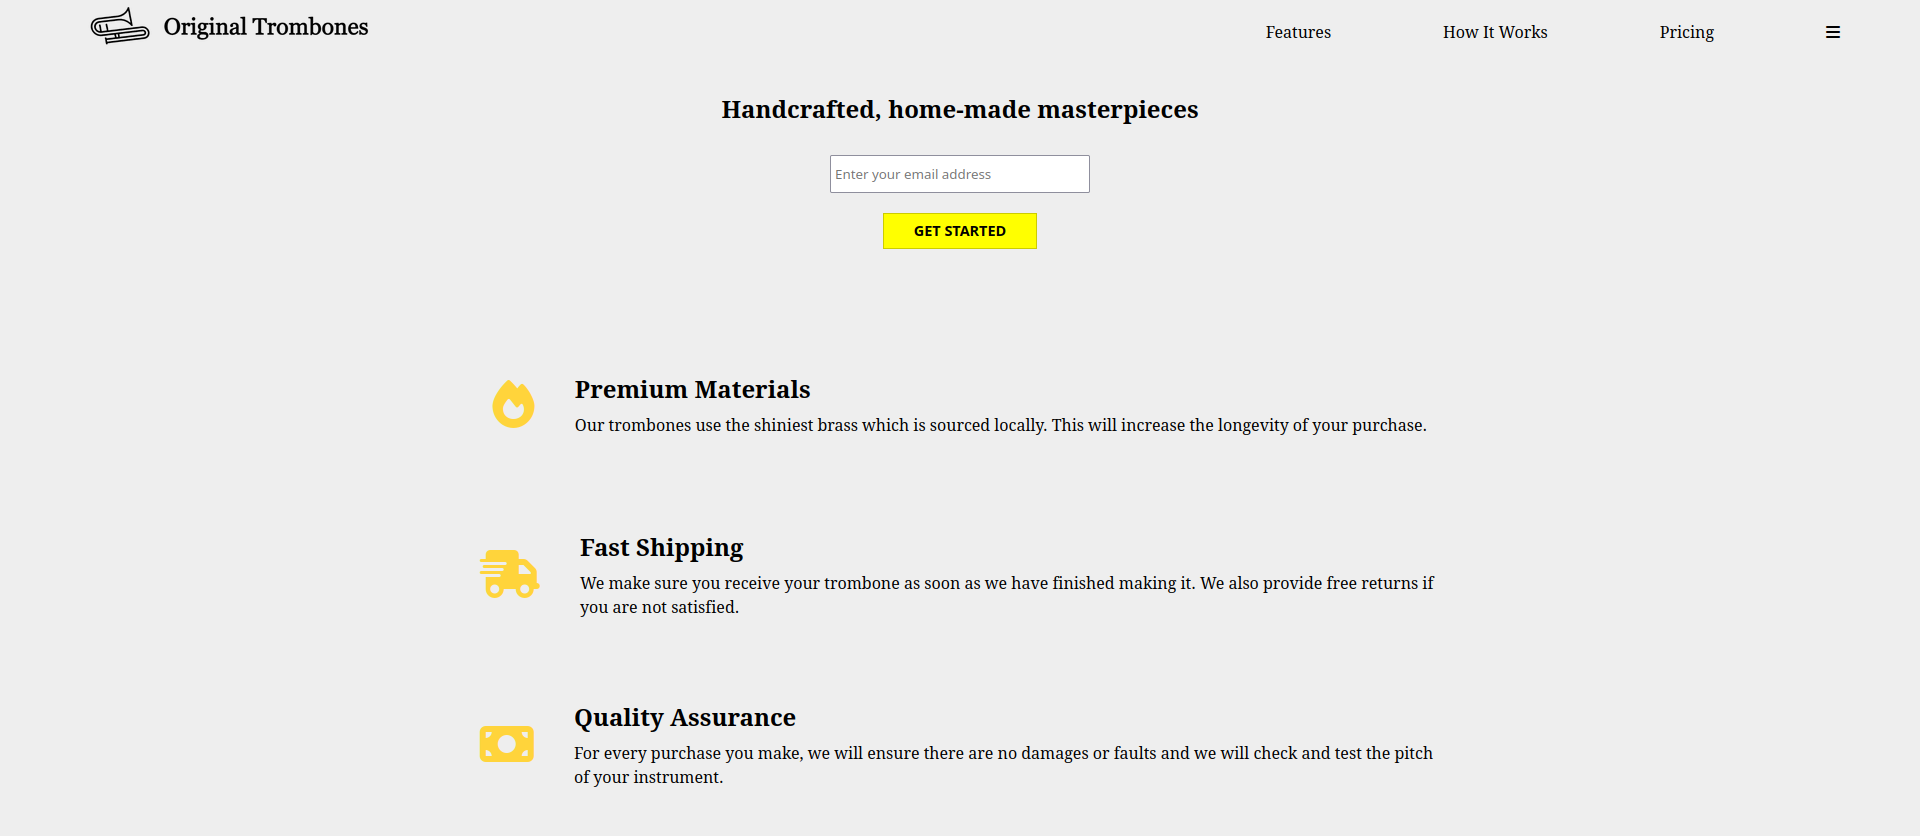 Original Trombones
Features
How It Works
Pricing
Handcrafted, home-made masterpieces
Enter your email address
GET STARTED
Premium Materials
Our trombones use the shiniest brass which is sourced locally. This will increase the longevity of your purchase.
Fast Shipping
We make sure you receive your trombone as soon as we have finished making it. We also provide free returns if
you are not satisfied.
Quality Assurance
For every purchase you make, we will ensure there are no damages or faults and we will check and test the pitch
of your instrument.